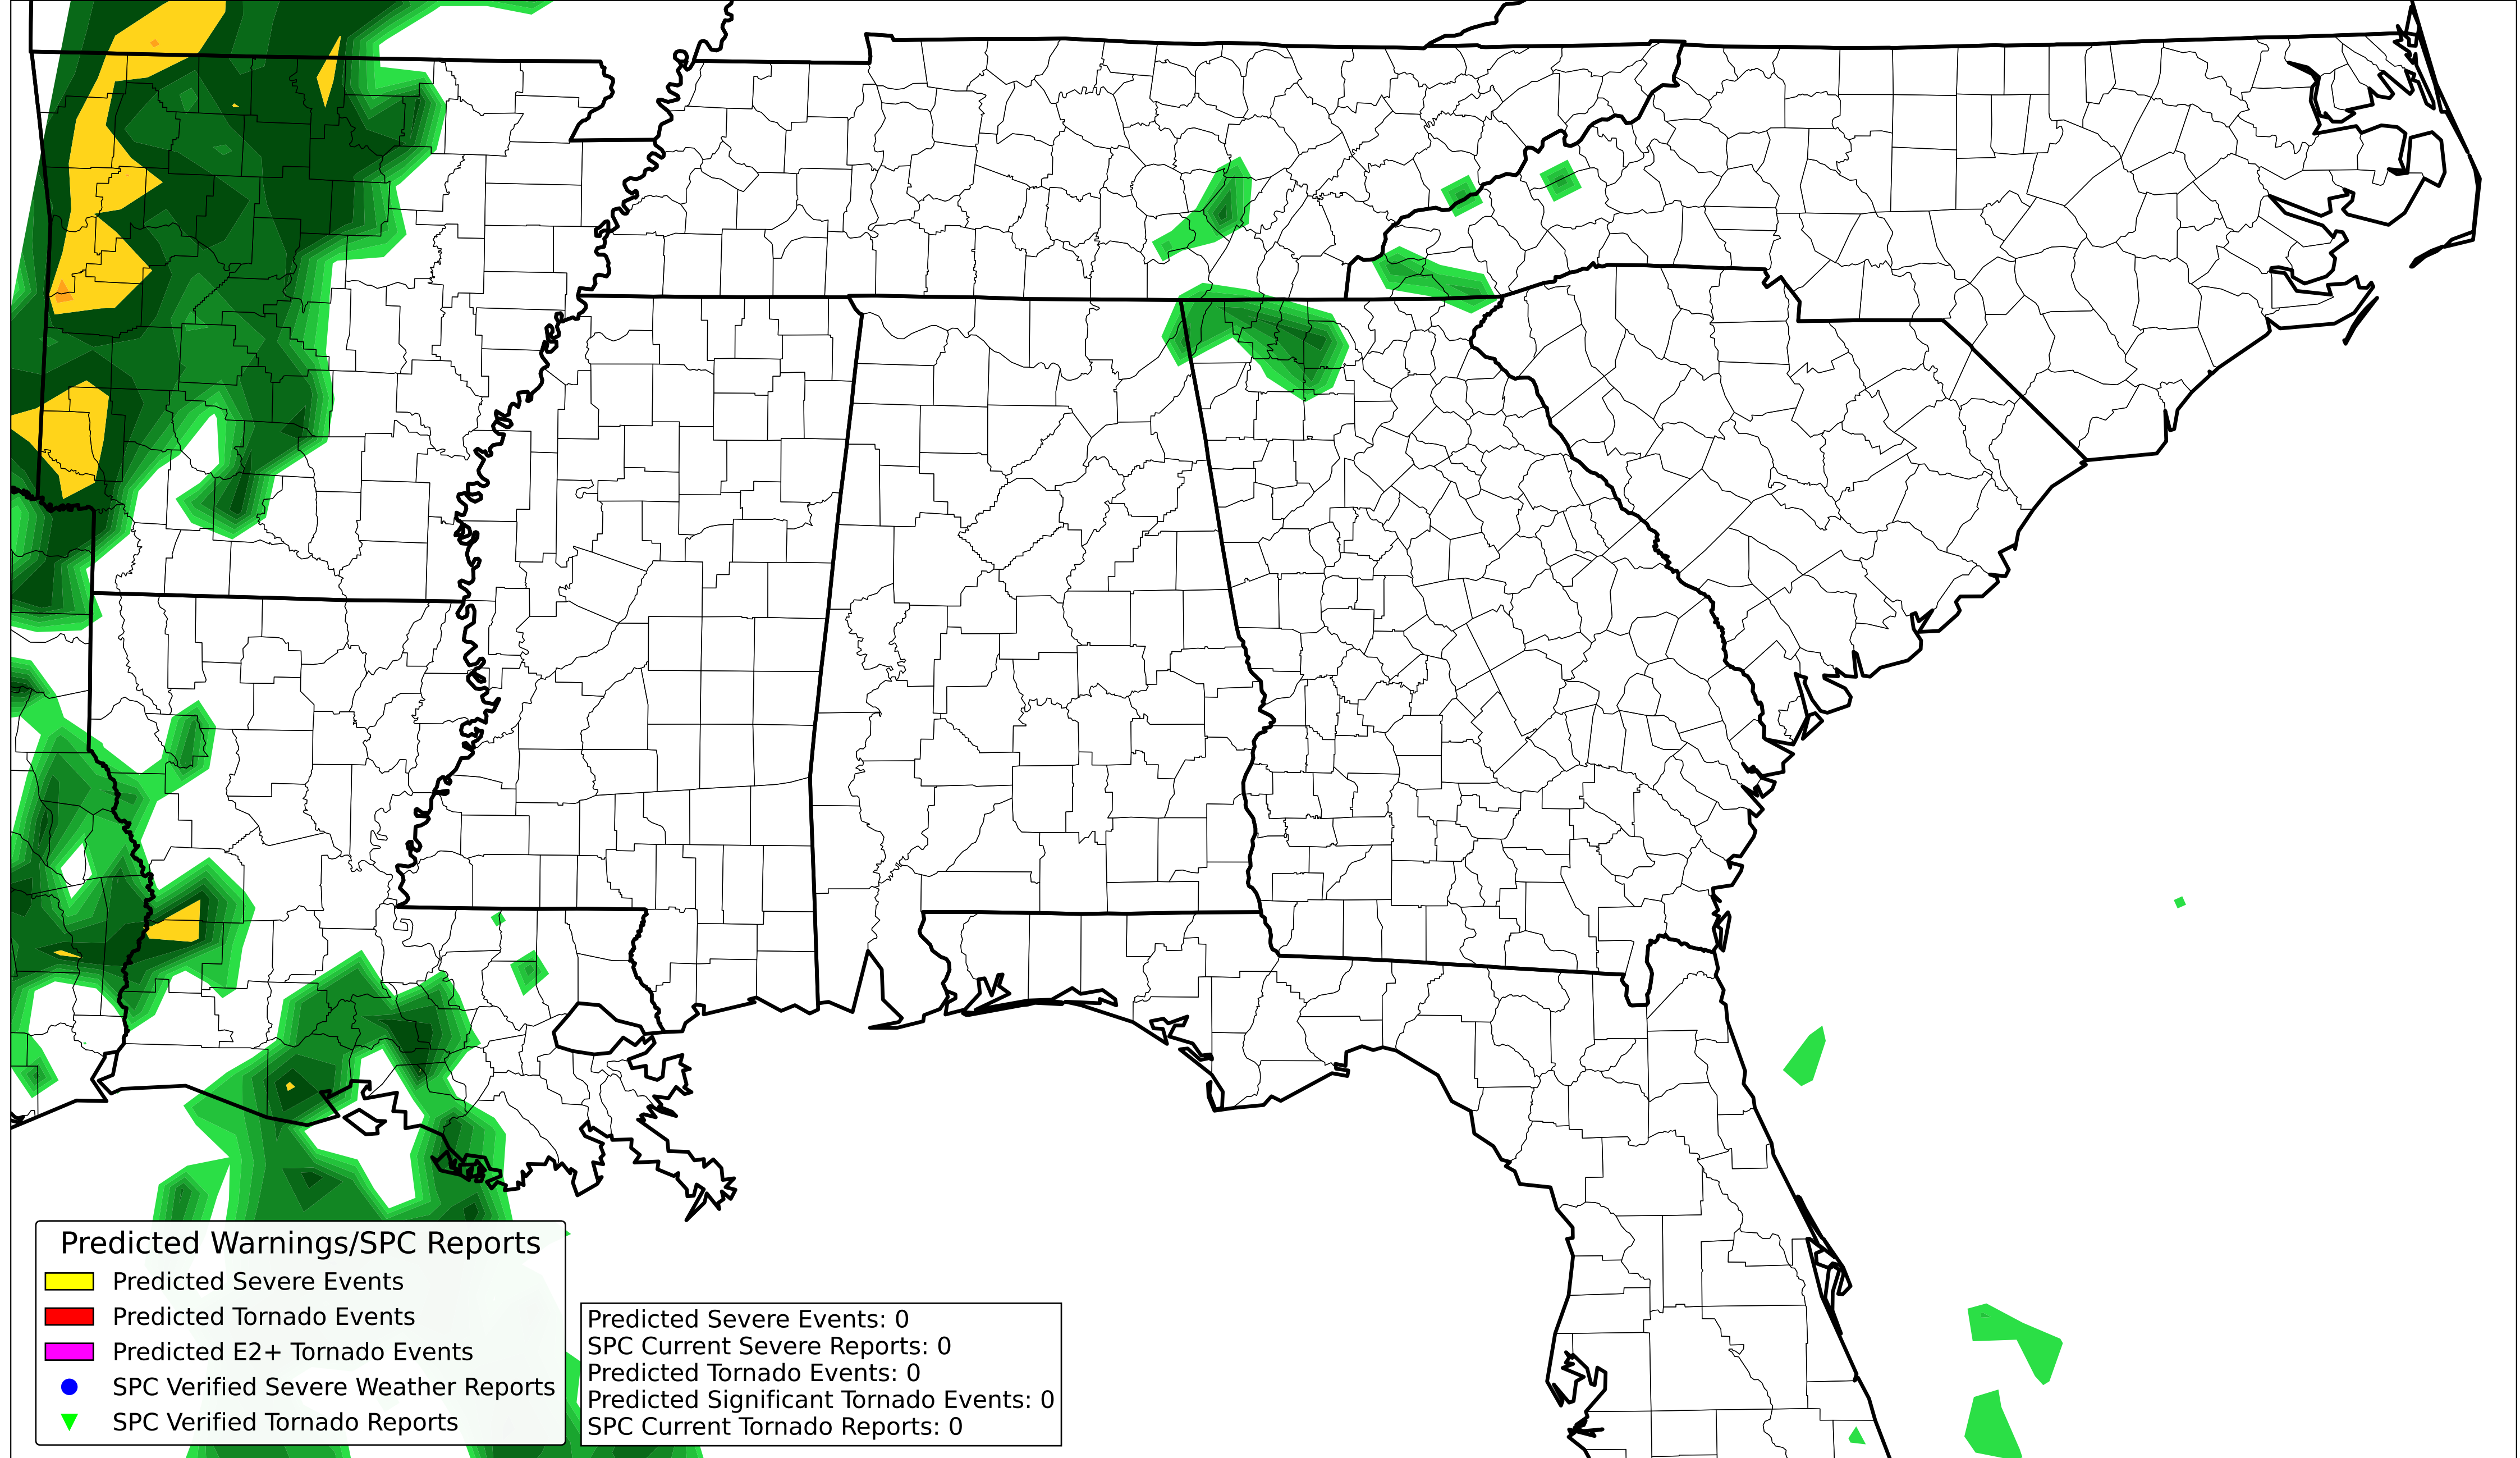 Predicted Warnings/SPC Reports
Predicted Severe Events
Predicted Tornado Events
Predicted E2+ Tornado Events
SPC Verified Severe Weather Reports
SPC Verified Tornado Reports
Predicted Severe Events: 0
SPC Current Severe Reports: 0
Predicted Tornado Events: 0
Predicted Significant Tornado Events: 0
SPC Current Tornado Reports: 0